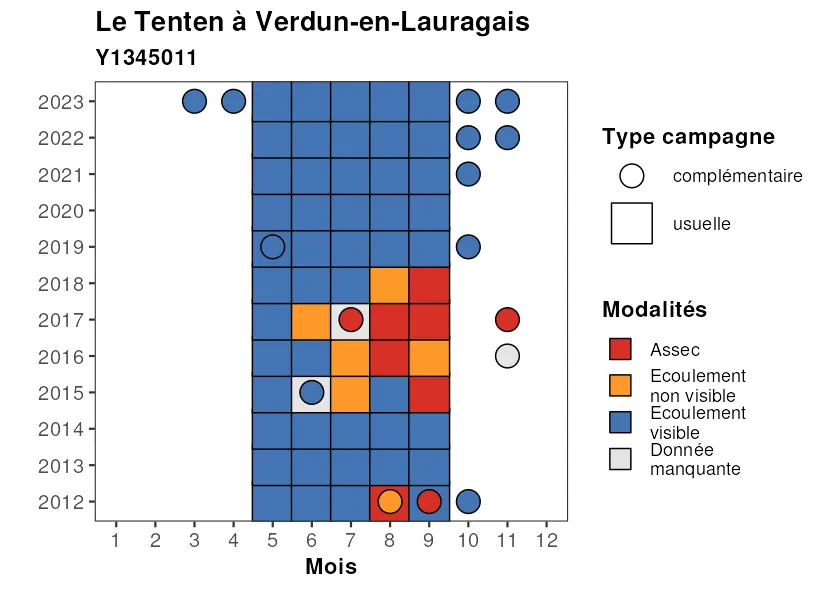 Le Tenten à Verdun-en-Lauragais
Y1345011
2023
2022
2021
2020
2019
2018
2017
2016
2015
2014
2013
2012
1 2 3 4 5 6 7 8 9 10 11 12
Mois
Type campagne
complémentaire
usuelle
Modalités
Assec
Ecoulement
non visible
Ecoulement
visible
Donnée
manquante